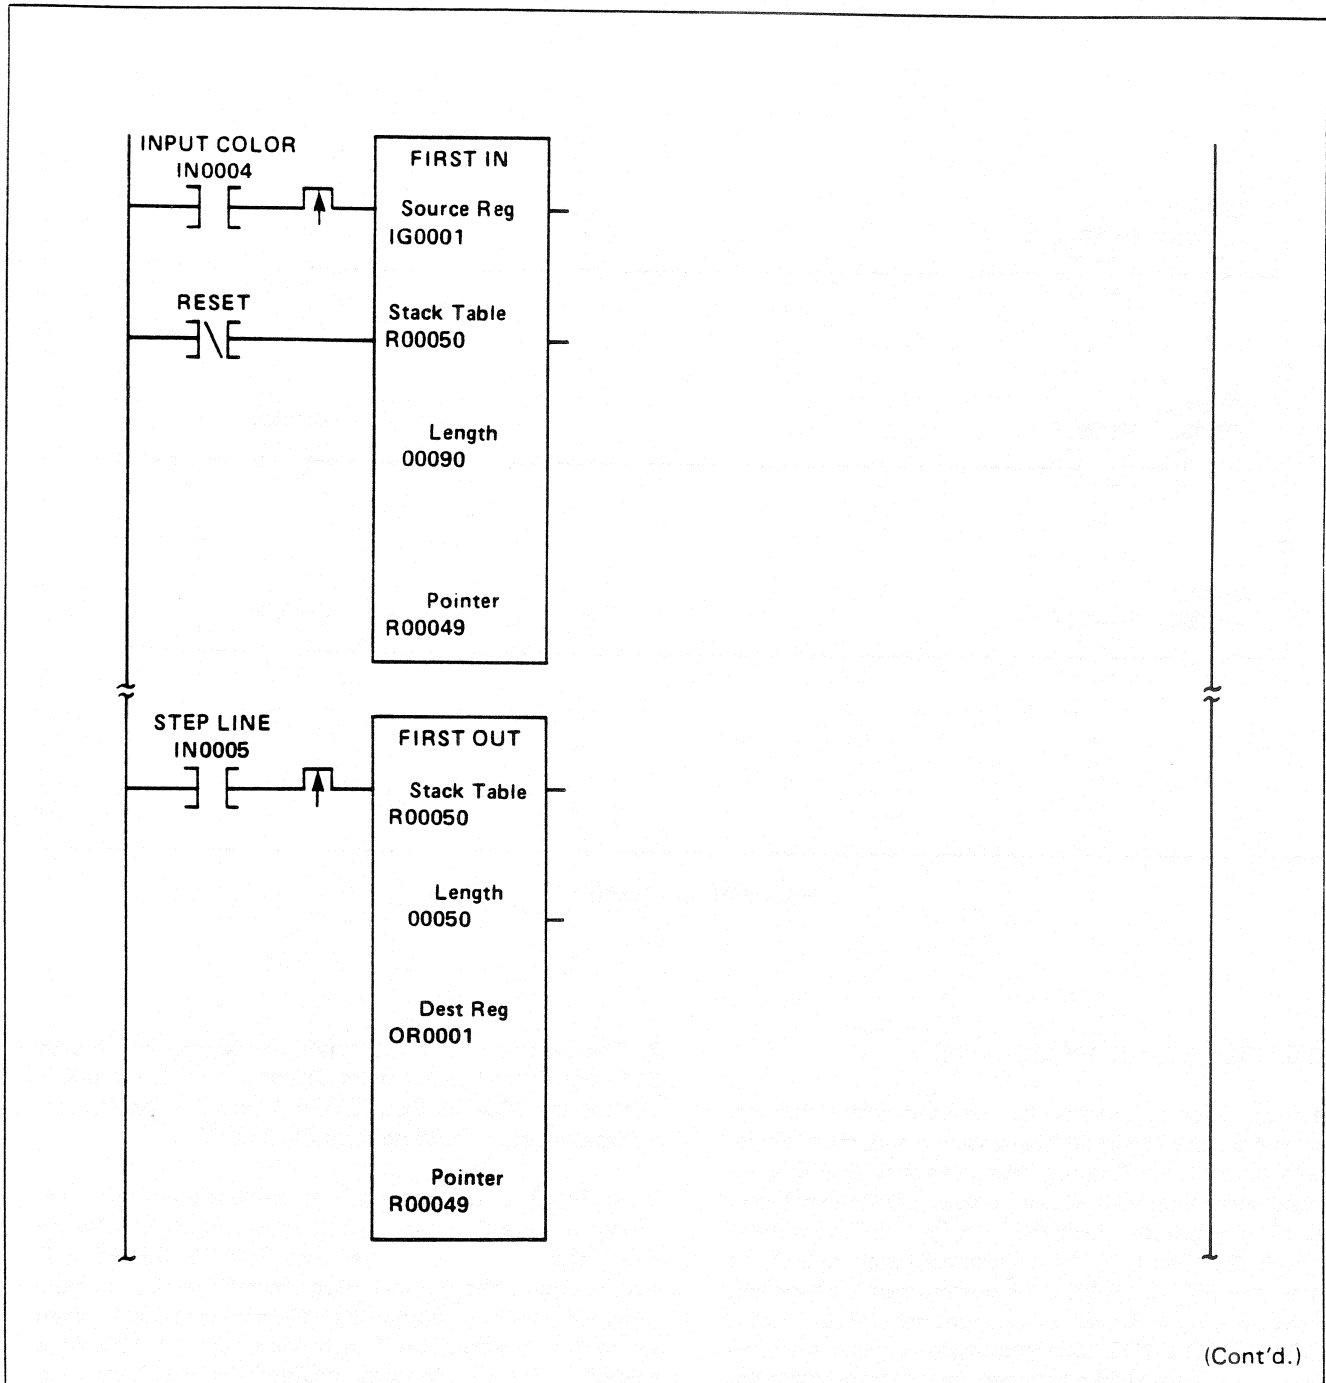 INPUT COLOR
IN0004
FIRST IN
Source Reg
IG0001
RESET
Stack Table
R00050
Length
00090
Pointer
R00049
STEP LINE
IN0005
FIRST OUT
Stack Table
R00050
Length
00050
Dest Reg
OR0001
Pointer
R00049
(Cont'd.)